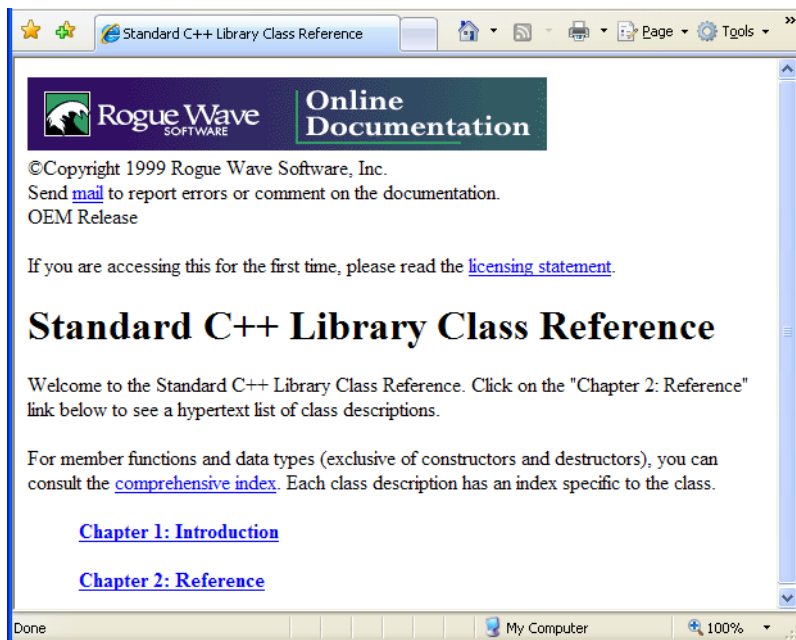 Standard C++ Library Class Reference
Page
Tools
»
Rogue Wave
SOFTWARE
Online
Documentation
©Copyright 1999 Rogue Wave Software, Inc.
Send mail to report errors or comment on the documentation.
OEM Release
If you are accessing this for the first time, please read the licensing statement.
Standard C++ Library Class Reference
Welcome to the Standard C++ Library Class Reference. Click on the "Chapter 2: Reference"
link below to see a hypertext list of class descriptions.
For member functions and data types (exclusive of constructors and destructors), you can
consult the comprehensive index. Each class description has an index specific to the class.
Chapter 1: Introduction
Chapter 2: Reference
Done
My Computer
100%